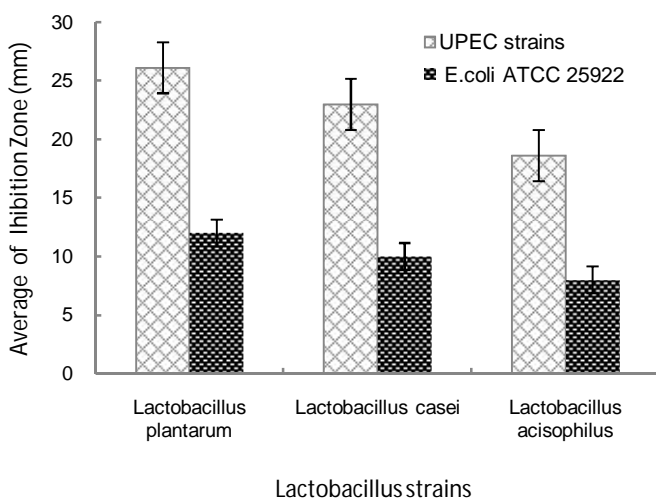 Average of Ihibition Zone (mm)
30
25
20
15
10
5
0
UPEC strains
E.coli ATCC 25922
Lactobacillus
plantarum
Lactobacillus casei
Lactobacillus
acisophilus
Lactobacillus strains